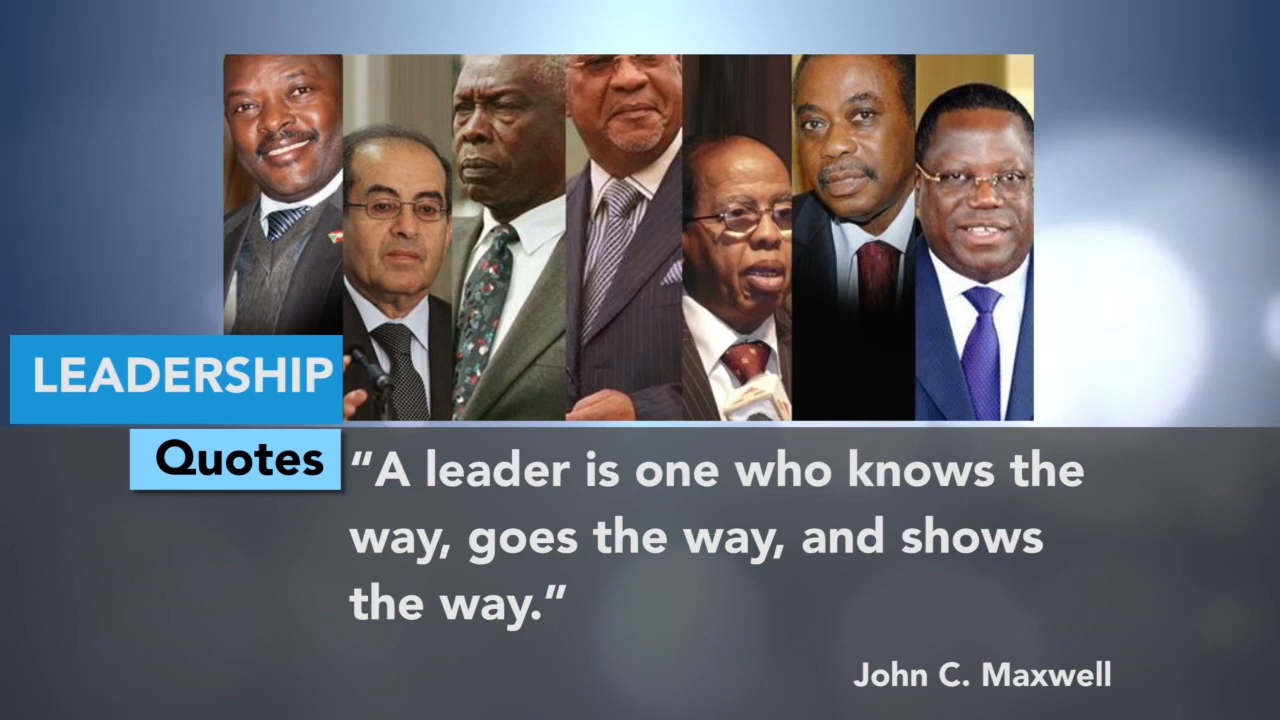 LEADERSHIP
Quotes
“A leader is one who knows the
way, goes the way, and shows
the way.”
John C. Maxwell